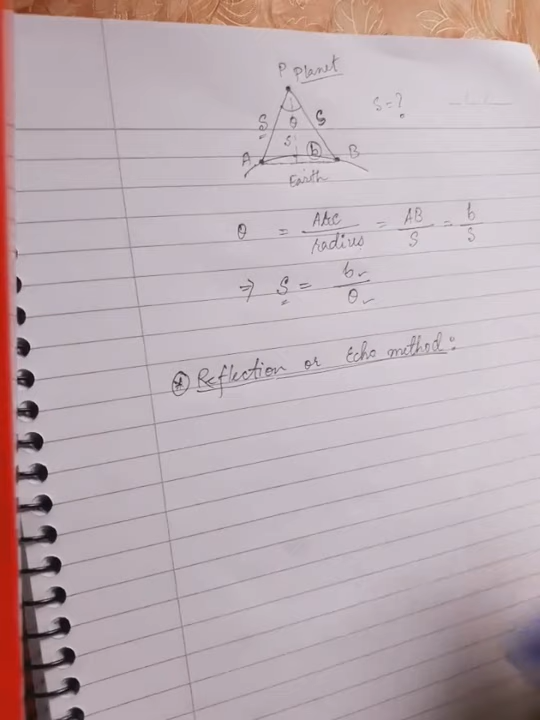 P Planet
S = ?
S θ S
S
A b B
Earth
θ = Arc / radius = AB / S = b / S
⇒ S = b / θ
* Reflection or Echo method: